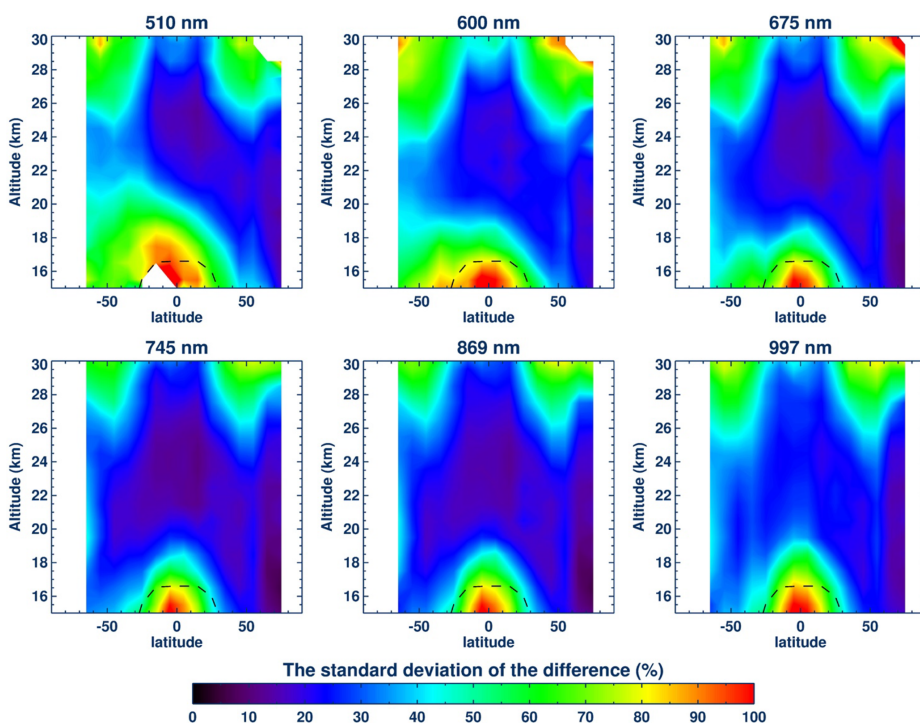 510 nm 600 nm 675 nm
30 30 30
28 28 28
26 26 26
24 24 24
22 22 22
20 20 20
18 18 18
16 16 16
Altitude (km) Altitude (km) Altitude (km)
-50 0 50 -50 0 50 -50 0 50
latitude latitude latitude
745 nm 869 nm 997 nm
30 30 30
28 28 28
26 26 26
24 24 24
22 22 22
20 20 20
18 18 18
16 16 16
Altitude (km) Altitude (km) Altitude (km)
-50 0 50 -50 0 50 -50 0 50
latitude latitude latitude
The standard deviation of the difference (%)
0 10 20 30 40 50 60 70 80 90 100